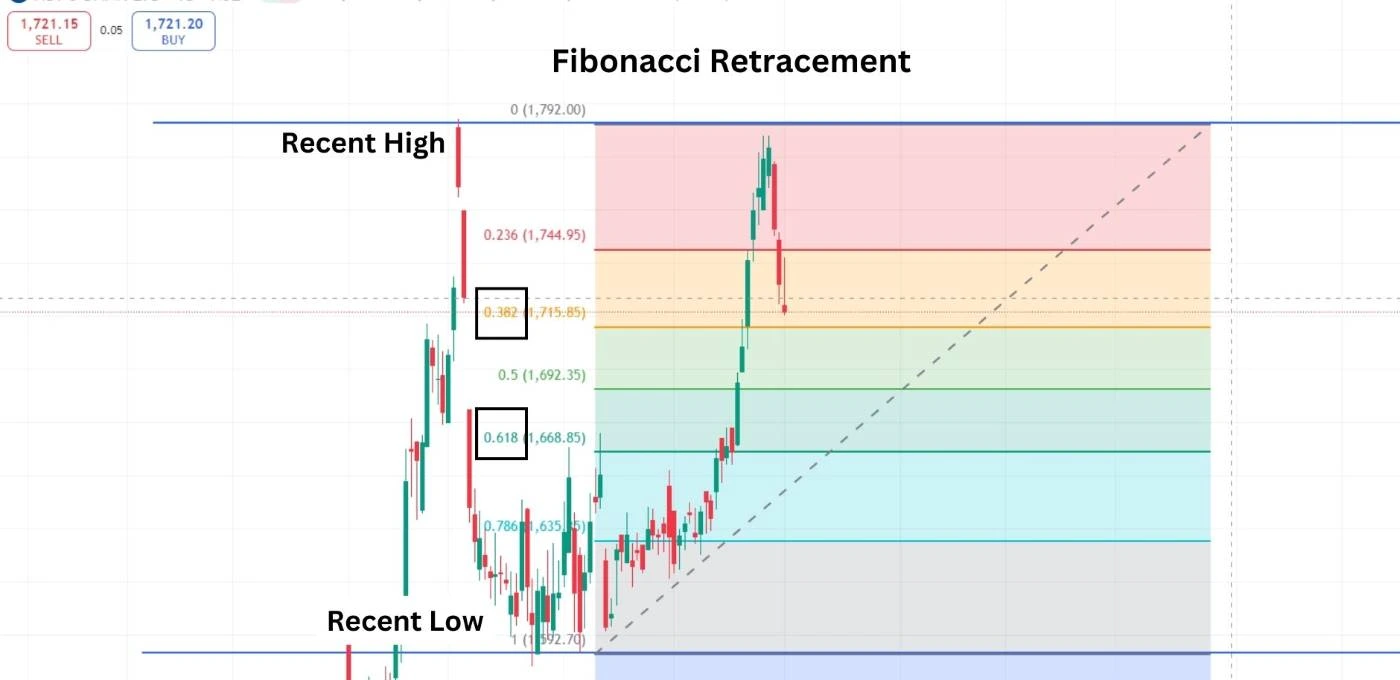 1,721.15
SELL
0.05
1,721.20
BUY
Fibonacci Retracement
0 (1,792.00)
Recent High
0.236 (1,744.95)
0.382 (1,715.85)
0.5 (1,692.35)
0.618 (1,668.85)
0.786
Recent Low